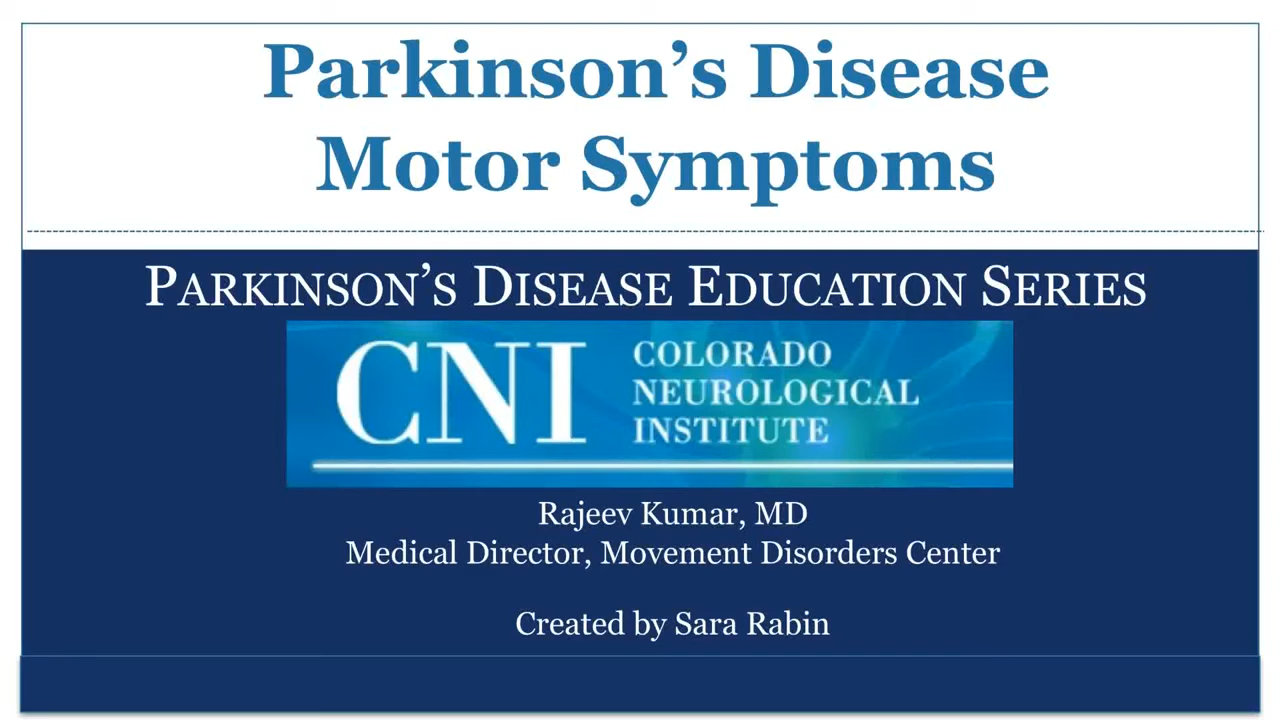 Parkinson’s Disease
Motor Symptoms
PARKINSON’S DISEASE EDUCATION SERIES
CNI
COLORADO
NEUROLOGICAL
INSTITUTE
Rajeev Kumar, MD
Medical Director, Movement Disorders Center
Created by Sara Rabin